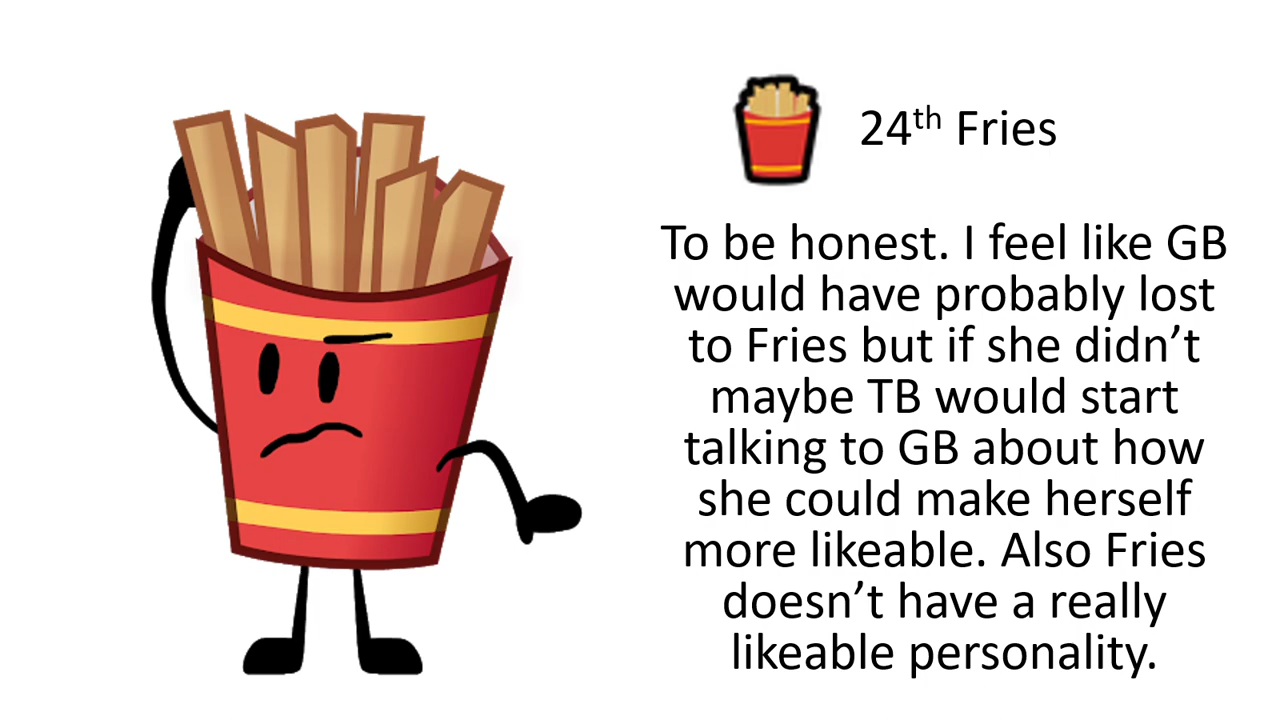 24th Fries
To be honest. I feel like GB
would have probably lost
to Fries but if she didn’t
maybe TB would start
talking to GB about how
she could make herself
more likeable. Also Fries
doesn’t have a really
likeable personality.